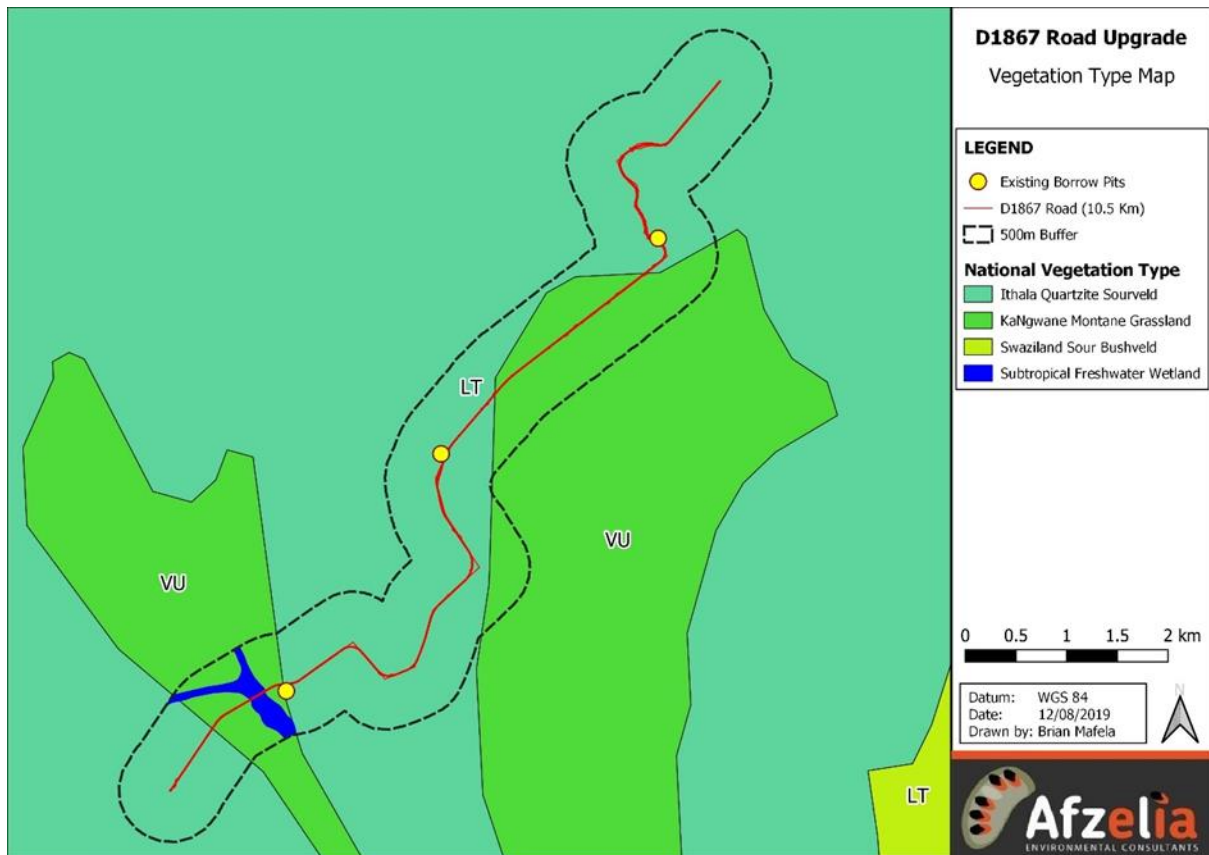 D1867 Road Upgrade
Vegetation Type Map
LEGEND
Existing Borrow Pits
D1867 Road (10.5 Km)
500m Buffer
National Vegetation Type
Ithala Quartzite Sourveld
KaNgwane Montane Grassland
Swaziland Sour Bushveld
Subtropical Freshwater Wetland
LT
VU
VU
LT
0 0.5 1 1.5 2 km
Datum: WGS 84
Date: 12/08/2019
Drawn by: Brian Mafela
N
Afzelia
ENVIRONMENTAL CONSULTANTS